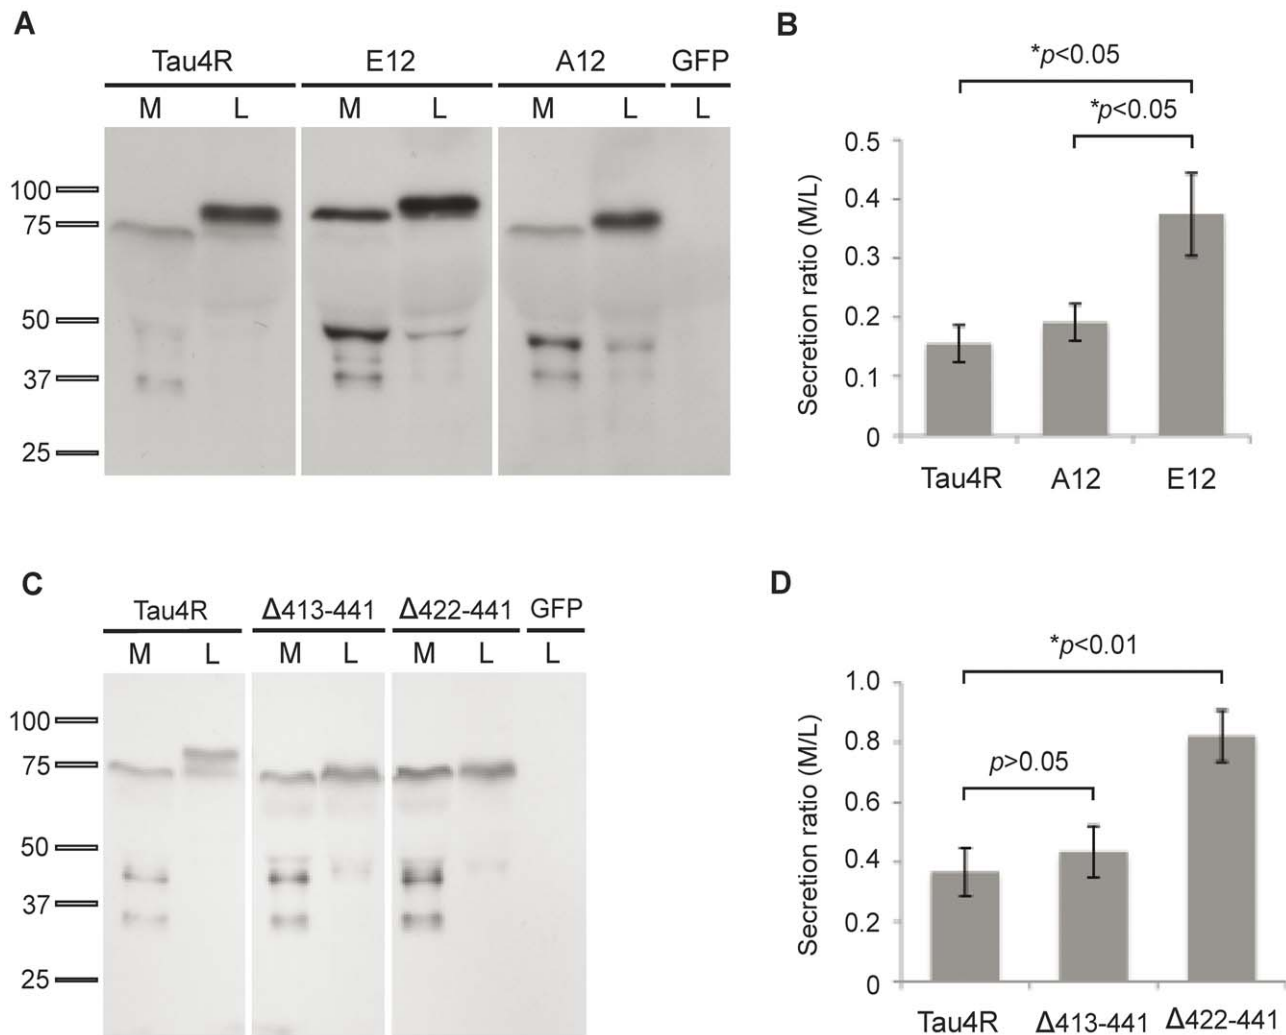 A
Tau4R E12 A12 GFP
M L M L M L L
100
75
50
37
25
B
*p<0.05
*p<0.05
0.5
0.4
0.3
0.2
0.1
0
Secretion ratio (M/L)
Tau4R A12 E12
C
Tau4R Δ413-441 Δ422-441 GFP
M L M L M L L
100
75
50
37
25
D
*p<0.01
p>0.05
1.0
0.8
0.6
0.4
0.2
0
Secretion ratio (M/L)
Tau4R Δ413-441 Δ422-441